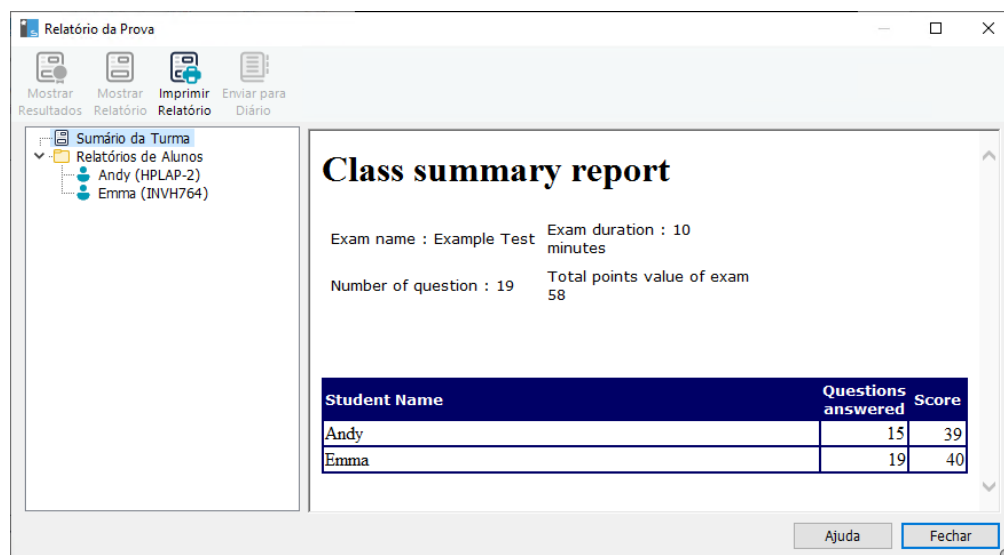 Relatório da Prova
Mostrar Resultados
Mostrar Relatório
Imprimir Relatório
Enviar para Diário
Sumário da Turma
Relatórios de Alunos
Andy (HPLAP-2)
Emma (INVH764)
Class summary report
Exam name : Example Test
Exam duration : 10
minutes
Number of question : 19
Total points value of exam
58
Student Name
Questions
answered
Score
Andy 15 39
Emma 19 40
Ajuda
Fechar